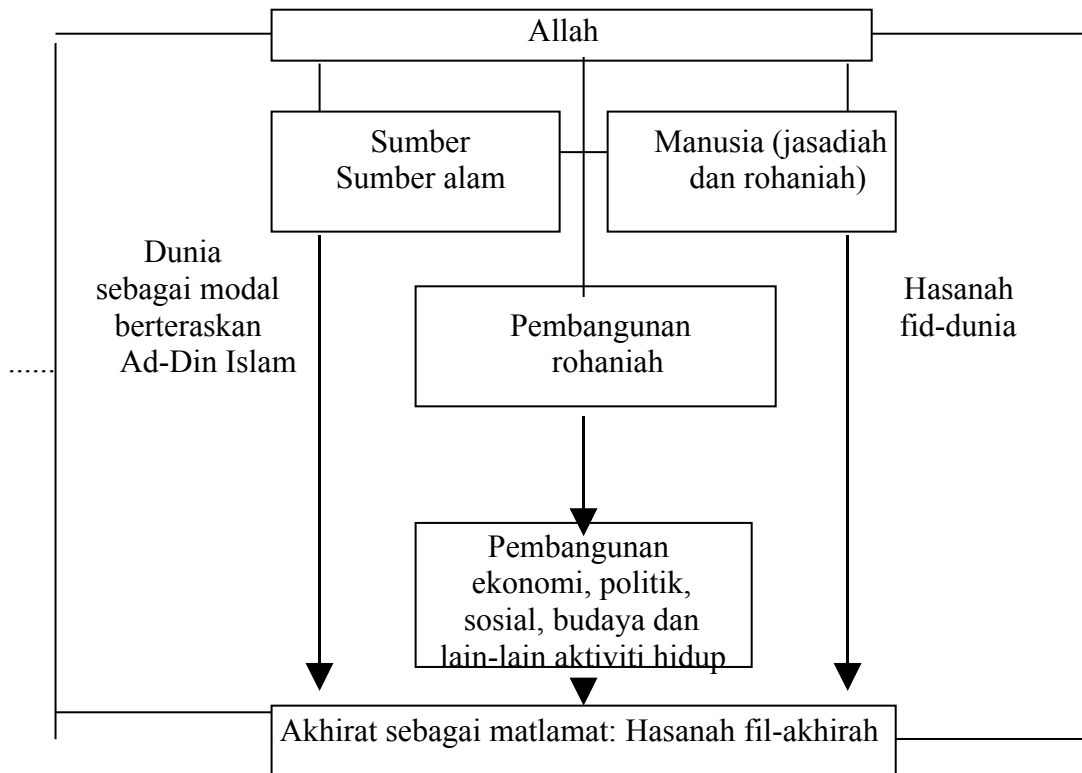 Allah
Sumber
Sumber alam
Manusia (jasadiah
dan rohaniah)
Dunia
sebagai modal
berteraskan
Ad-Din Islam
Hasanah
fid-dunia
Pembangunan
rohaniah
......
Pembangunan
ekonomi, politik,
sosial, budaya dan
lain-lain aktiviti hidup
Akhirat sebagai matlamat: Hasanah fil-akhirah